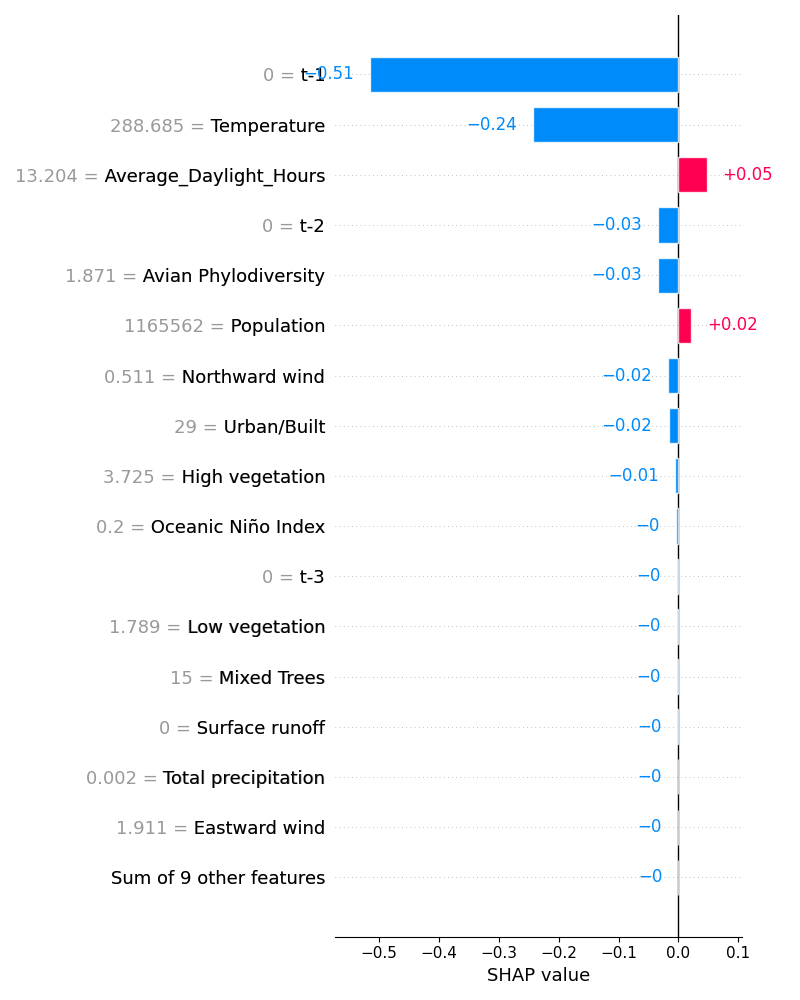 0 = t-1 −0.51
288.685 = Temperature −0.24
13.204 = Average_Daylight_Hours +0.05
0 = t-2 −0.03
1.871 = Avian Phylodiversity −0.03
1165562 = Population +0.02
0.511 = Northward wind −0.02
29 = Urban/Built −0.02
3.725 = High vegetation −0.01
0.2 = Oceanic Niño Index −0
0 = t-3 −0
1.789 = Low vegetation −0
15 = Mixed Trees −0
0 = Surface runoff −0
0.002 = Total precipitation −0
1.911 = Eastward wind −0
Sum of 9 other features −0
−0.5 −0.4 −0.3 −0.2 −0.1 0.0 0.1
SHAP value